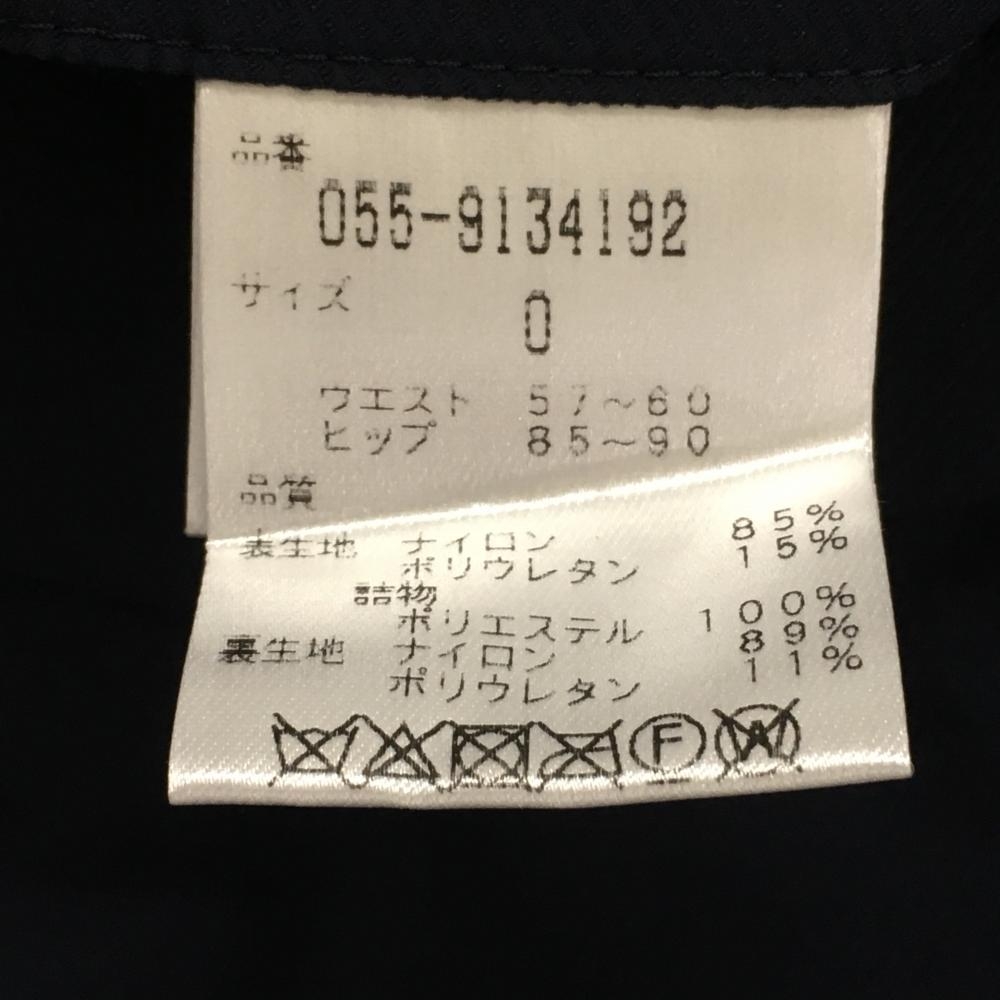 品番
055-9134192
サイズ 0
ウエスト 57~60
ヒップ 85~90
品質
表生地 ナイロン 85%
ポリウレタン 15%
詰物
ポリエステル 100%
裏生地 ナイロン 89%
ポリウレタン 11%
F W